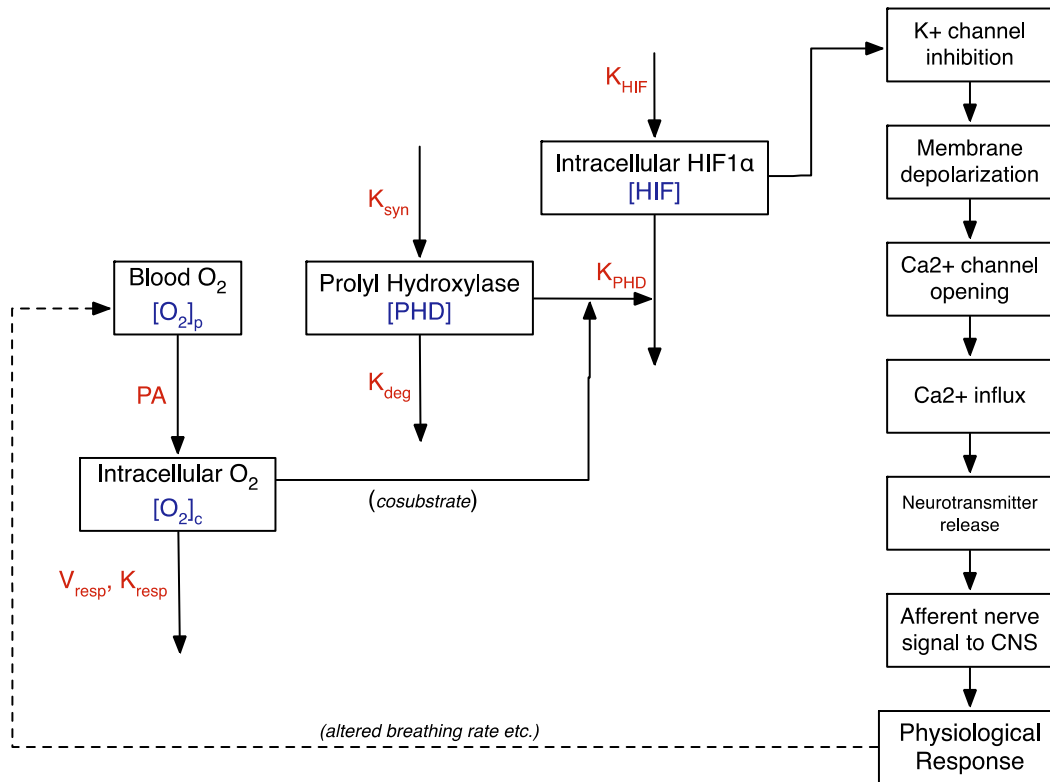 K+ channel
inhibition
K_HIF
Intracellular HIF1α
[HIF]
Membrane
depolarization
K_syn
Blood O₂
[O₂]p
Prolyl Hydroxylase
[PHD]
K_PHD
Ca2+ channel
opening
PA
K_deg
Ca2+ influx
Intracellular O₂
[O₂]c
(cosubstrate)
Neurotransmitter
release
V_resp, K_resp
Afferent nerve
signal to CNS
(altered breathing rate etc.)
Physiological
Response